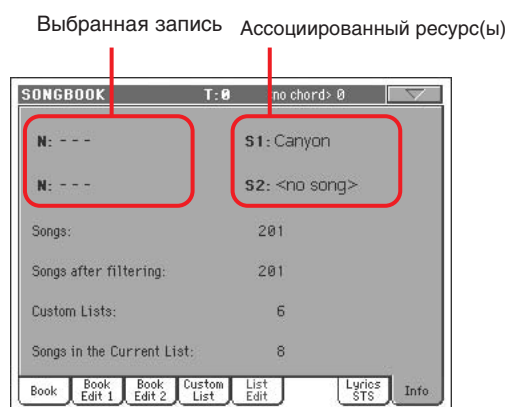 Выбранная запись Ассоциированный ресурс(ы)
SONGBOOK T:0 <no chord> 0
N: - - - S1: Canyon
N: - - - S2: <no song>
Songs: 201
Songs after filtering: 201
Custom Lists: 6
Songs in the Current List: 8
Book Book Edit 1 Book Edit 2 Custom List List Edit Lyrics STS Info